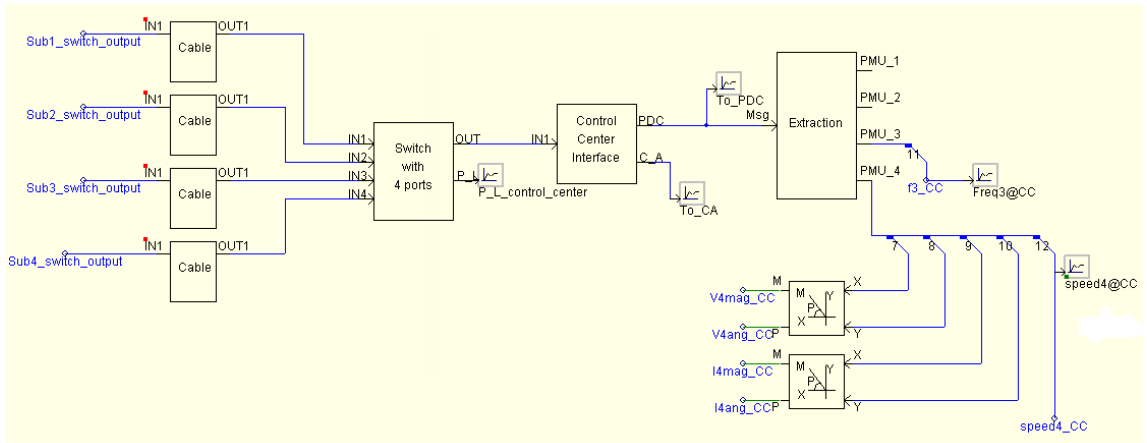 IN1
OUT1
Cable
Sub1_switch_output
IN1
OUT1
Cable
Sub2_switch_output
IN1
OUT1
Cable
Sub3_switch_output
IN1
OUT1
Cable
Sub4_switch_output
IN1
IN2
IN3
IN4
Switch
with
4 ports
OUT
P_L
P_L_control_center
IN1
Control
Center
Interface
PDC
C_A
To_PDC
To_CA
Msg
Extraction
PMU_1
PMU_2
PMU_3
PMU_4
11
f3_CC
Freq3@CC
7
8
9
10
12
speed4@CC
speed4_CC
V4mag_CC
M
M
Y
X
P
X
V4ang_CC
P
Y
I4mag_CC
M
M
Y
X
P
X
I4ang_CC
P
Y